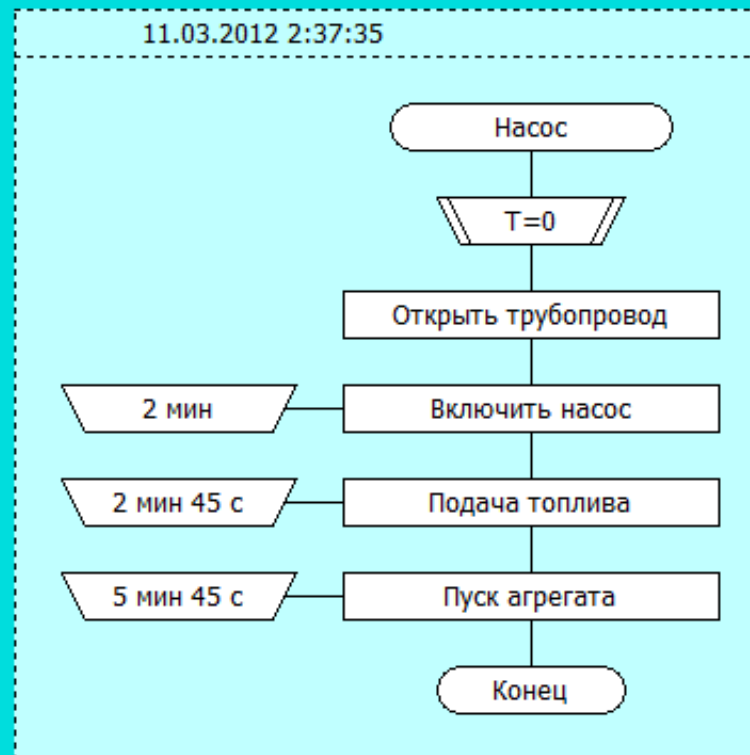 11.03.2012 2:37:35
Насос
T=0
Открыть трубопровод
2 мин
Включить насос
2 мин 45 с
Подача топлива
5 мин 45 с
Пуск агрегата
Конец